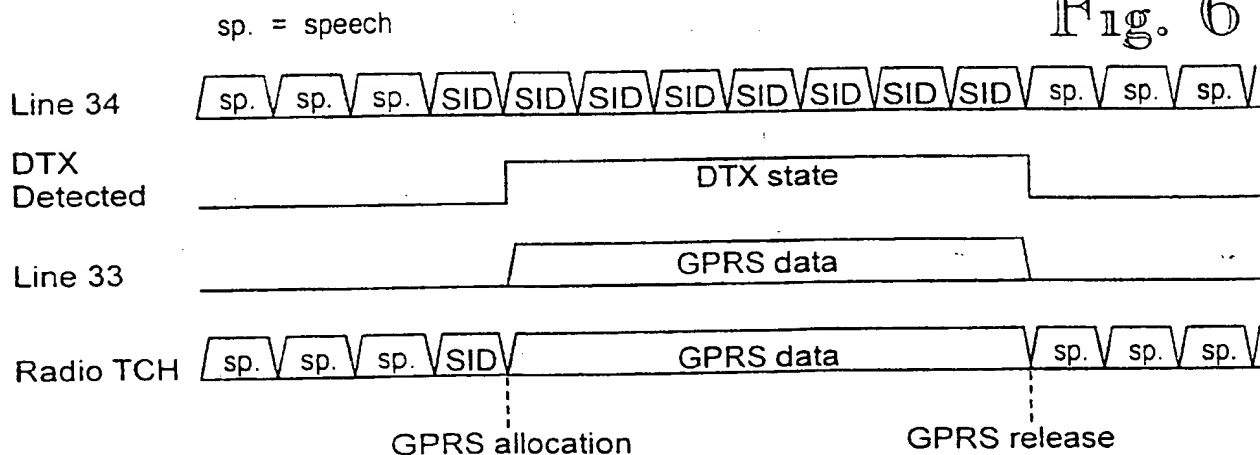 sp. = speech
Fig. 6
Line 34 sp. sp. sp. SID SID SID SID SID SID SID SID sp. sp. sp.
DTX
Detected
DTX state
Line 33 GPRS data
Radio TCH sp. sp. sp. SID GPRS data sp. sp. sp.
GPRS allocation GPRS release